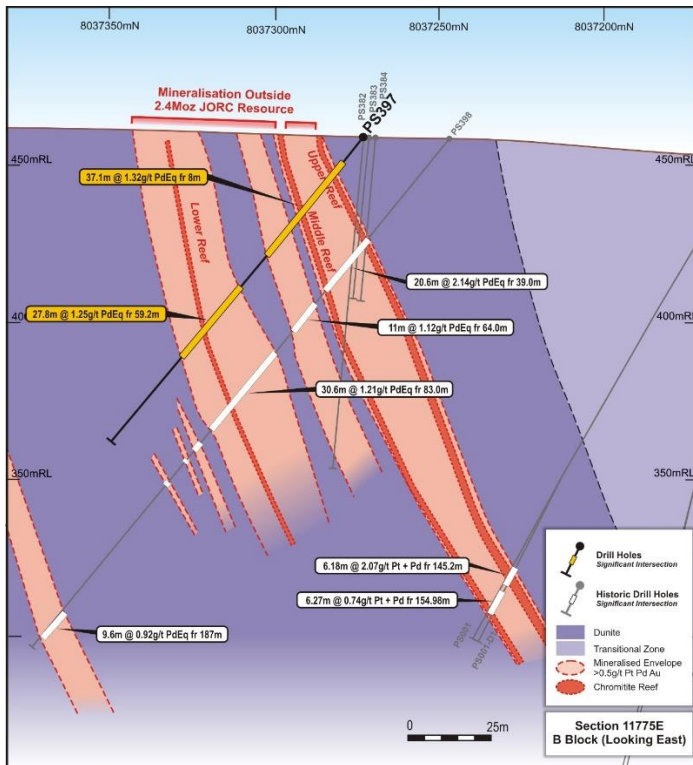 8037350mN
8037300mN
8037250mN
8037200mN
Mineralisation Outside
2.4Moz JORC Resource
PS382
PS383
PS384
PS397
PS398
450mRL
450mRL
37.1m @ 1.32g/t PdEq fr 8m
Upper Reef
Middle Reef
Lower Reef
20.6m @ 2.14g/t PdEq fr 39.0m
27.8m @ 1.25g/t PdEq fr 59.2m
11m @ 1.12g/t PdEq fr 64.0m
400mRL
30.6m @ 1.21g/t PdEq fr 83.0m
350mRL
350mRL
6.18m @ 2.07g/t Pt + Pd fr 145.2m
6.27m @ 0.74g/t Pt + Pd fr 154.98m
9.6m @ 0.92g/t PdEq fr 187m
PS001
Drill Holes
Significant Intersection
Historic Drill Holes
Significant Intersection
Dunite
Transitional Zone
Mineralised Envelope
>0.5g/t Pt Pd Au
Chromitite Reef
0
25m
Section 11775E
B Block (Looking East)